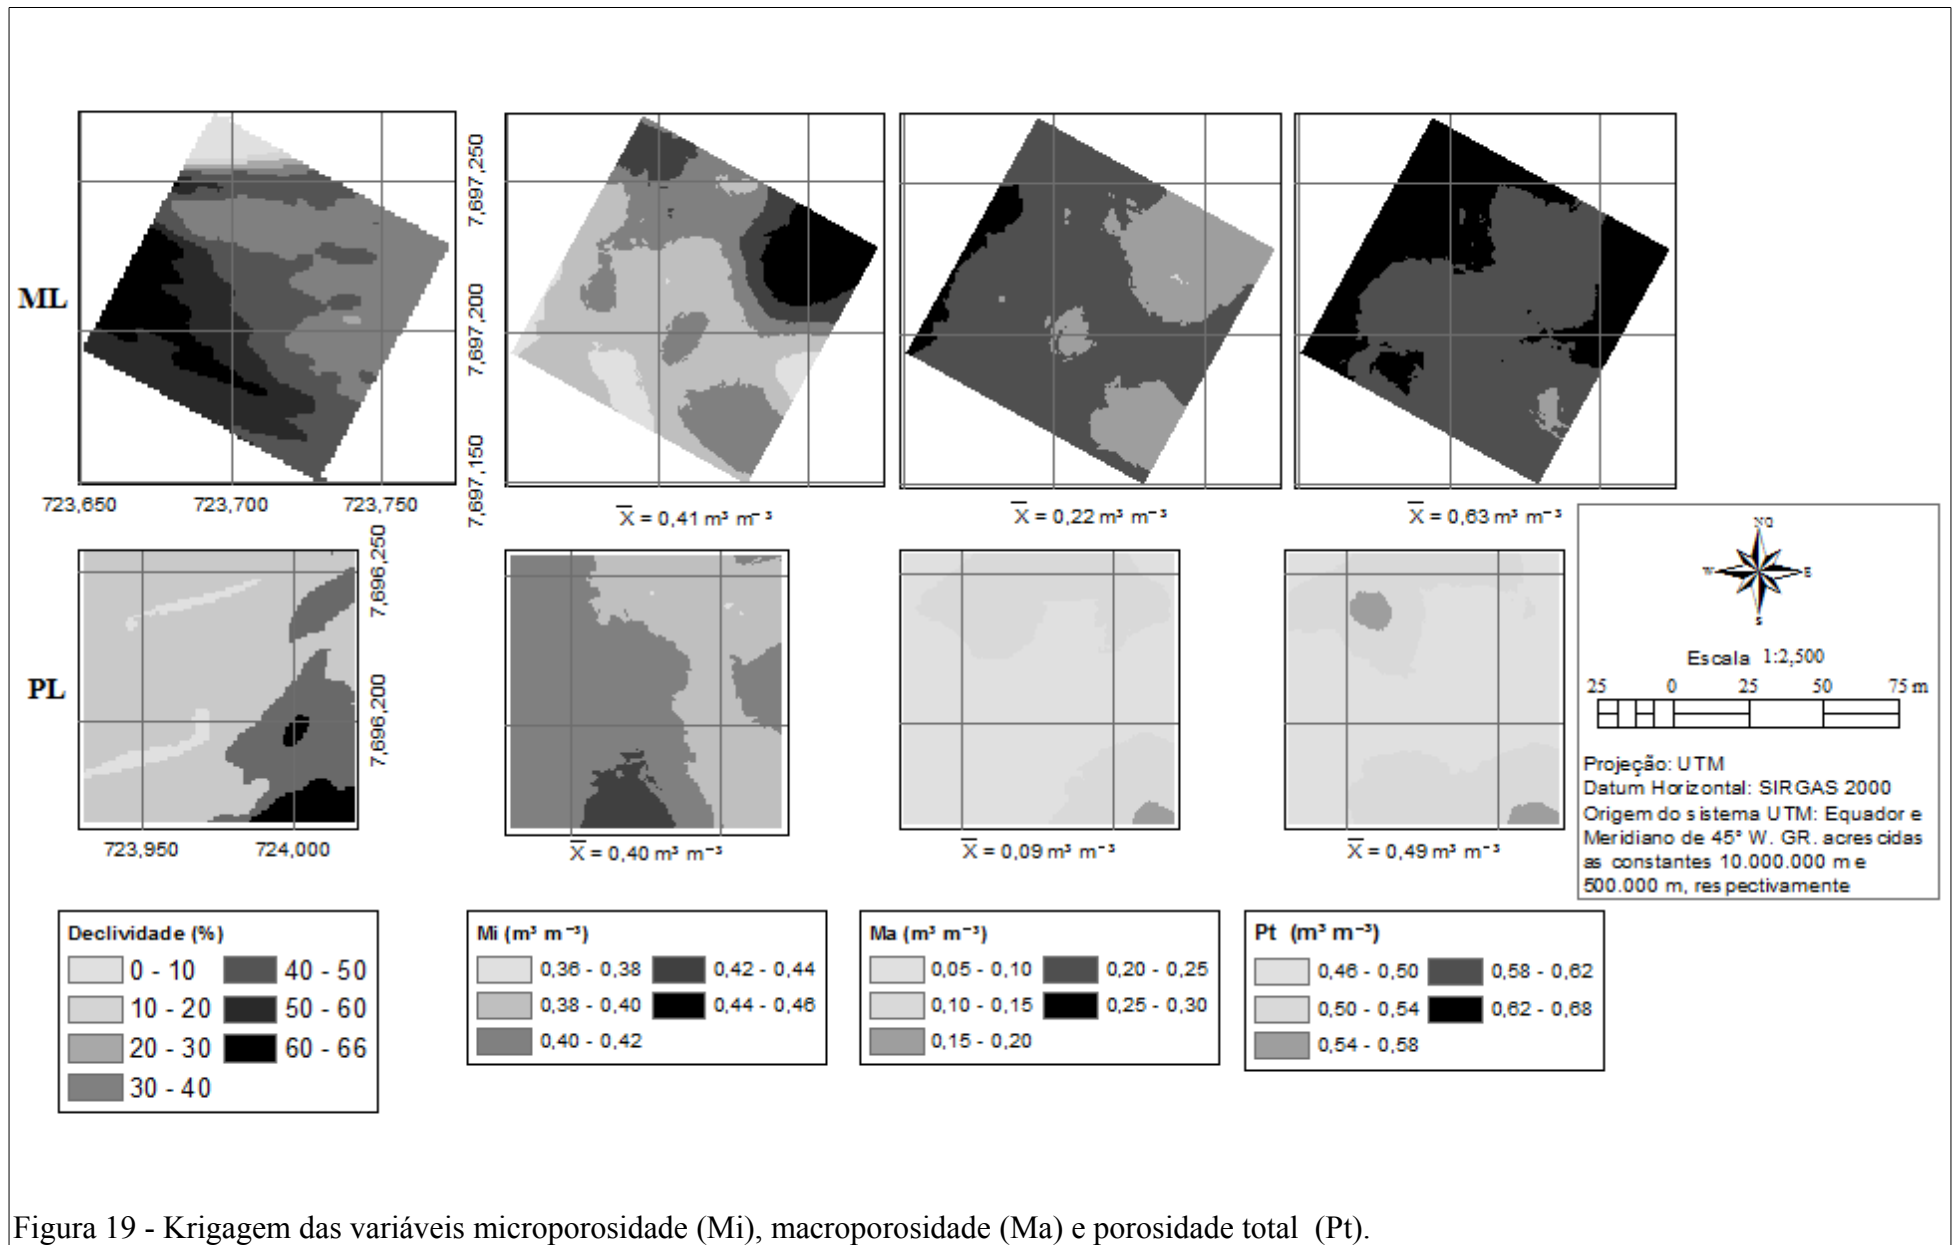 ML
7,697,250
7,697,200
7,697,150
723,650 723,700 723,750
X = 0,41 m³ m⁻³
X = 0,22 m³ m⁻³
X = 0,63 m³ m⁻³
PL
7,696,250
7,696,200
723,950 724,000
X = 0,40 m³ m⁻³
X = 0,09 m³ m⁻³
X = 0,49 m³ m⁻³
W E
S
Escala 1:2,500
25 0 25 50 75 m
Projeção: UTM
Datum Horizontal: SIRGAS 2000
Origem do sistema UTM: Equador e
Meridiano de 45° W. GR. acrescidas
as constantes 10.000.000 m e
500.000 m, respectivamente
Declividade (%)
0 - 10 40 - 50
10 - 20 50 - 60
20 - 30 60 - 66
30 - 40
Mi (m³ m⁻³)
0,36 - 0,38 0,42 - 0,44
0,38 - 0,40 0,44 - 0,46
0,40 - 0,42
Ma (m³ m⁻³)
0,05 - 0,10 0,20 - 0,25
0,10 - 0,15 0,25 - 0,30
0,15 - 0,20
Pt (m³ m⁻³)
0,46 - 0,50 0,58 - 0,62
0,50 - 0,54 0,62 - 0,68
0,54 - 0,58
Figura 19 - Krigagem das variáveis microporosidade (Mi), macroporosidade (Ma) e porosidade total (Pt).